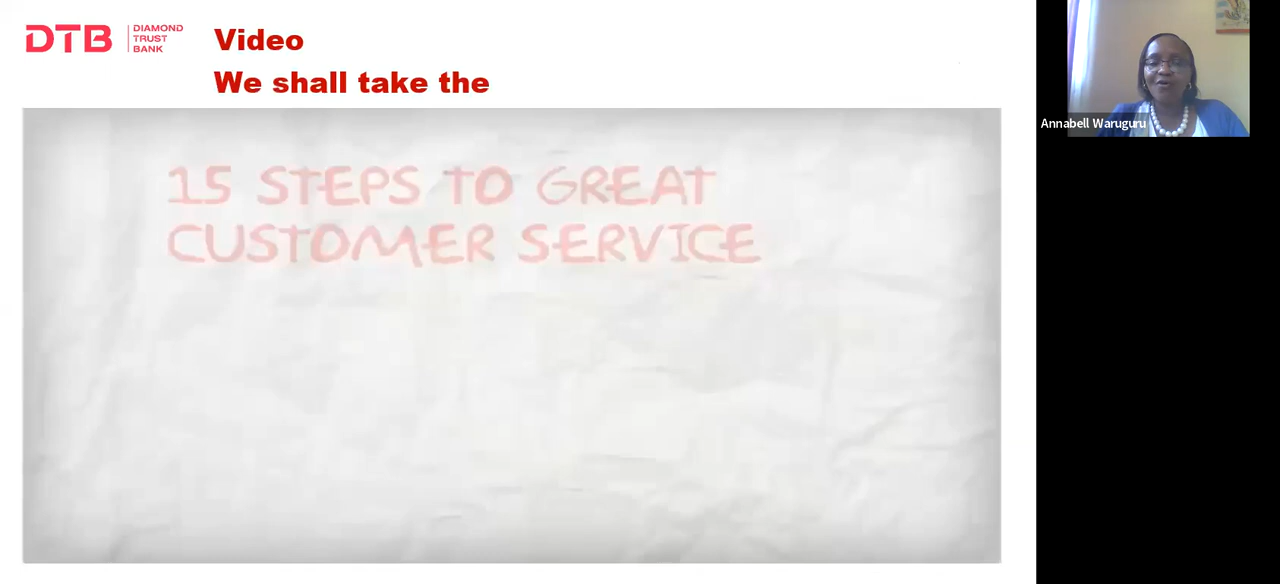 DTB
DIAMOND
TRUST
BANK
Video
We shall take the
15 STEPS TO GREAT
CUSTOMER SERVICE
Annabell Waruguru